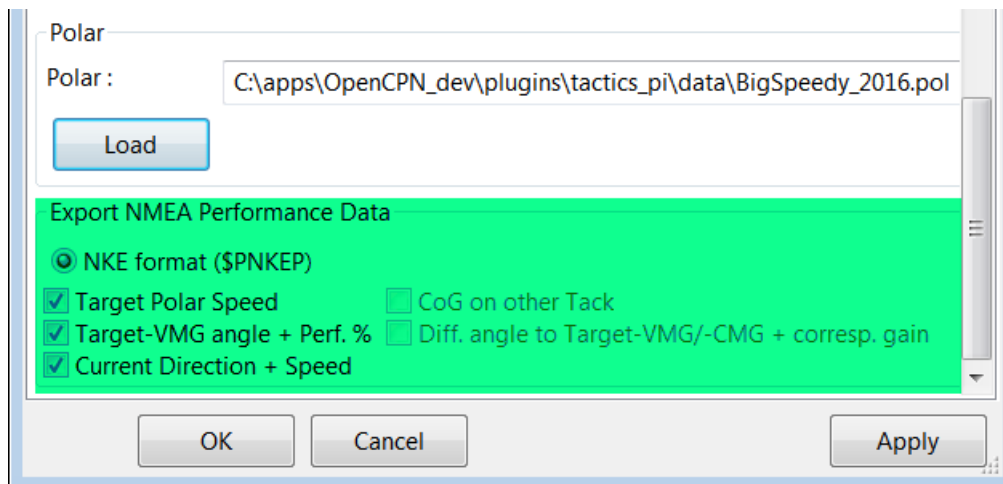 Polar
Polar : C:\apps\OpenCPN_dev\plugins\tactics_pi\data\BigSpeedy_2016.pol
Load
Export NMEA Performance Data
NKE format ($PNKEP)
Target Polar Speed CoG on other Tack
Target-VMG angle + Perf. % Diff. angle to Target-VMG/-CMG + corresp. gain
Current Direction + Speed
OK Cancel Apply